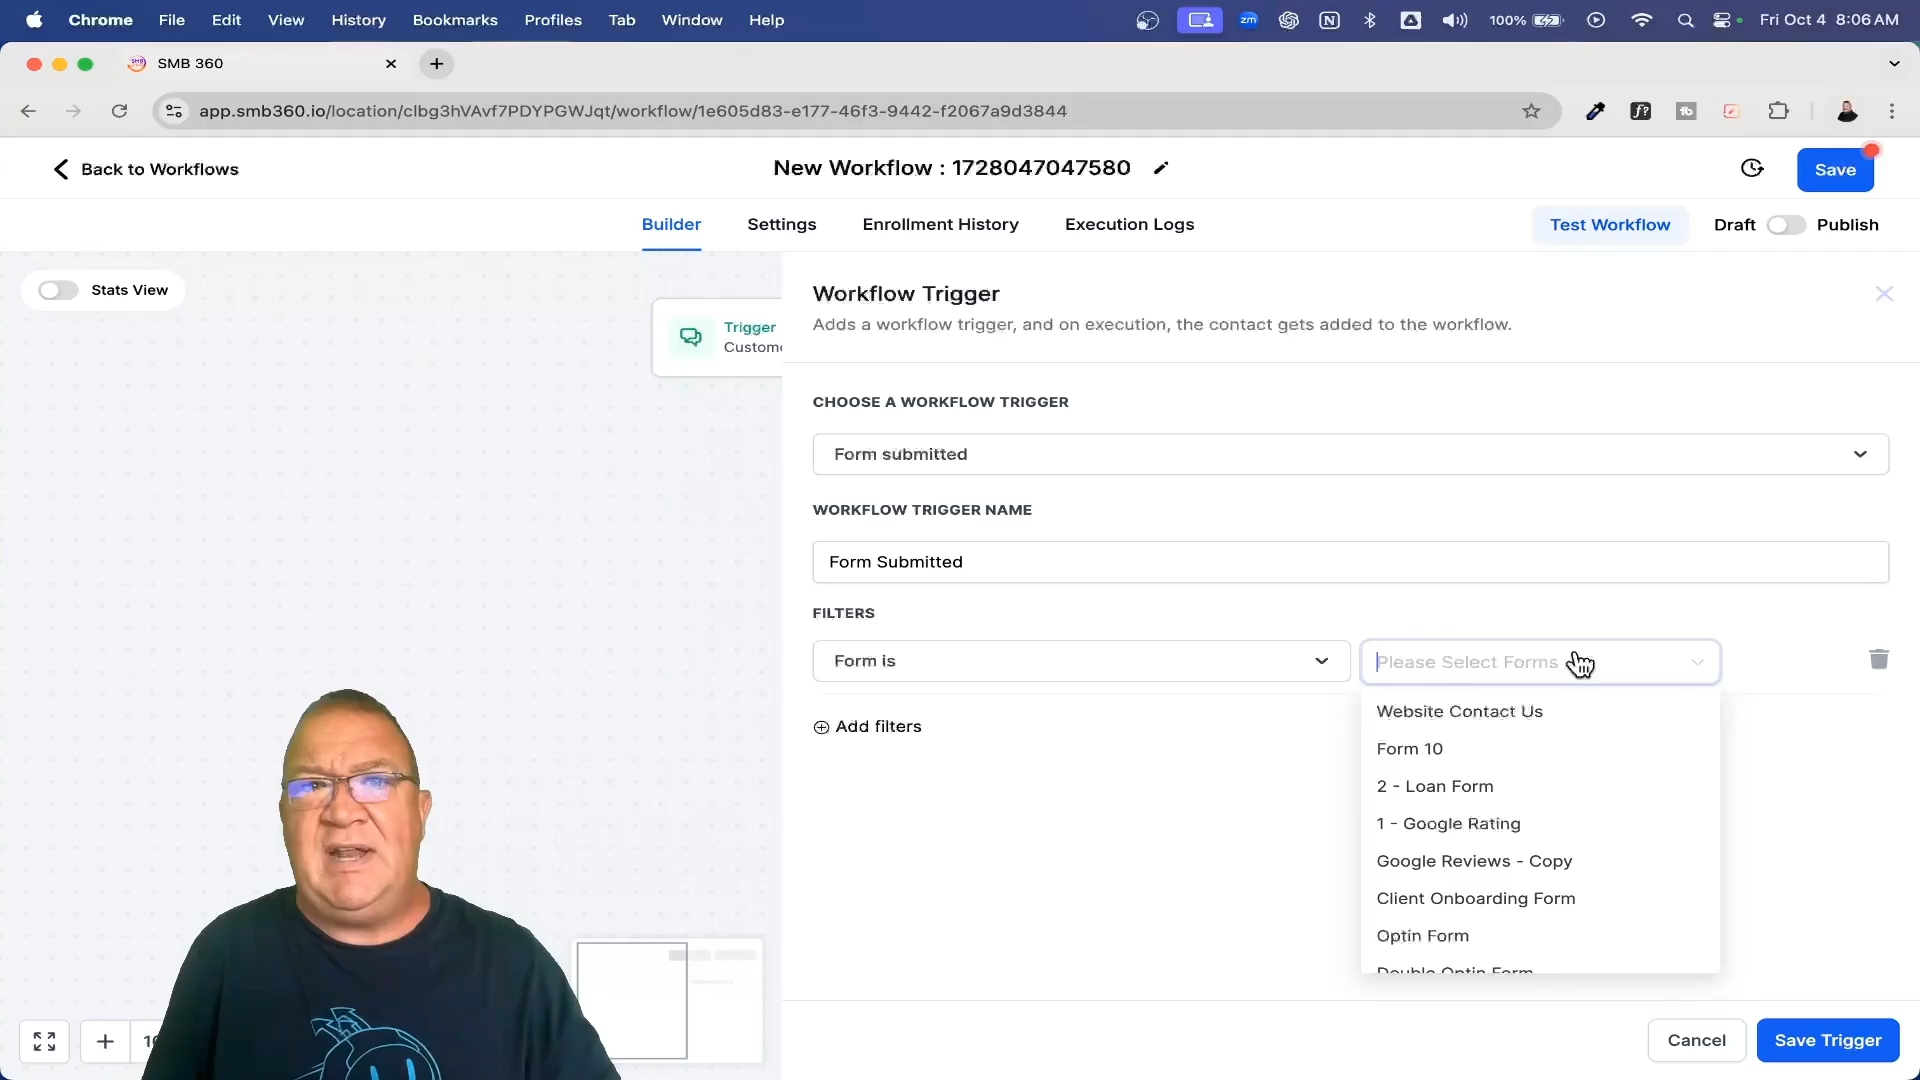 Chrome File Edit View History Bookmarks Profiles Tab Window Help zm 100% Fri Oct 4 8:06 AM
SMB 360
app.smb360.io/location/clbg3hVAvf7PDYPGWJqt/workflow/1e605d83-e177-46f3-9442-f2067a9d3844
Back to Workflows
New Workflow : 1728047047580
Save
Builder Settings Enrollment History Execution Logs Test Workflow Draft Publish
Stats View
Trigger
Workflow Trigger
Adds a workflow trigger, and on execution, the contact gets added to the workflow.
CHOOSE A WORKFLOW TRIGGER
Form submitted
WORKFLOW TRIGGER NAME
Form Submitted
FILTERS
Form is
Please Select Forms
Add filters
Website Contact Us
Form 10
2 - Loan Form
1 - Google Rating
Google Reviews - Copy
Client Onboarding Form
Optin Form
Double Optin Form
Cancel Save Trigger